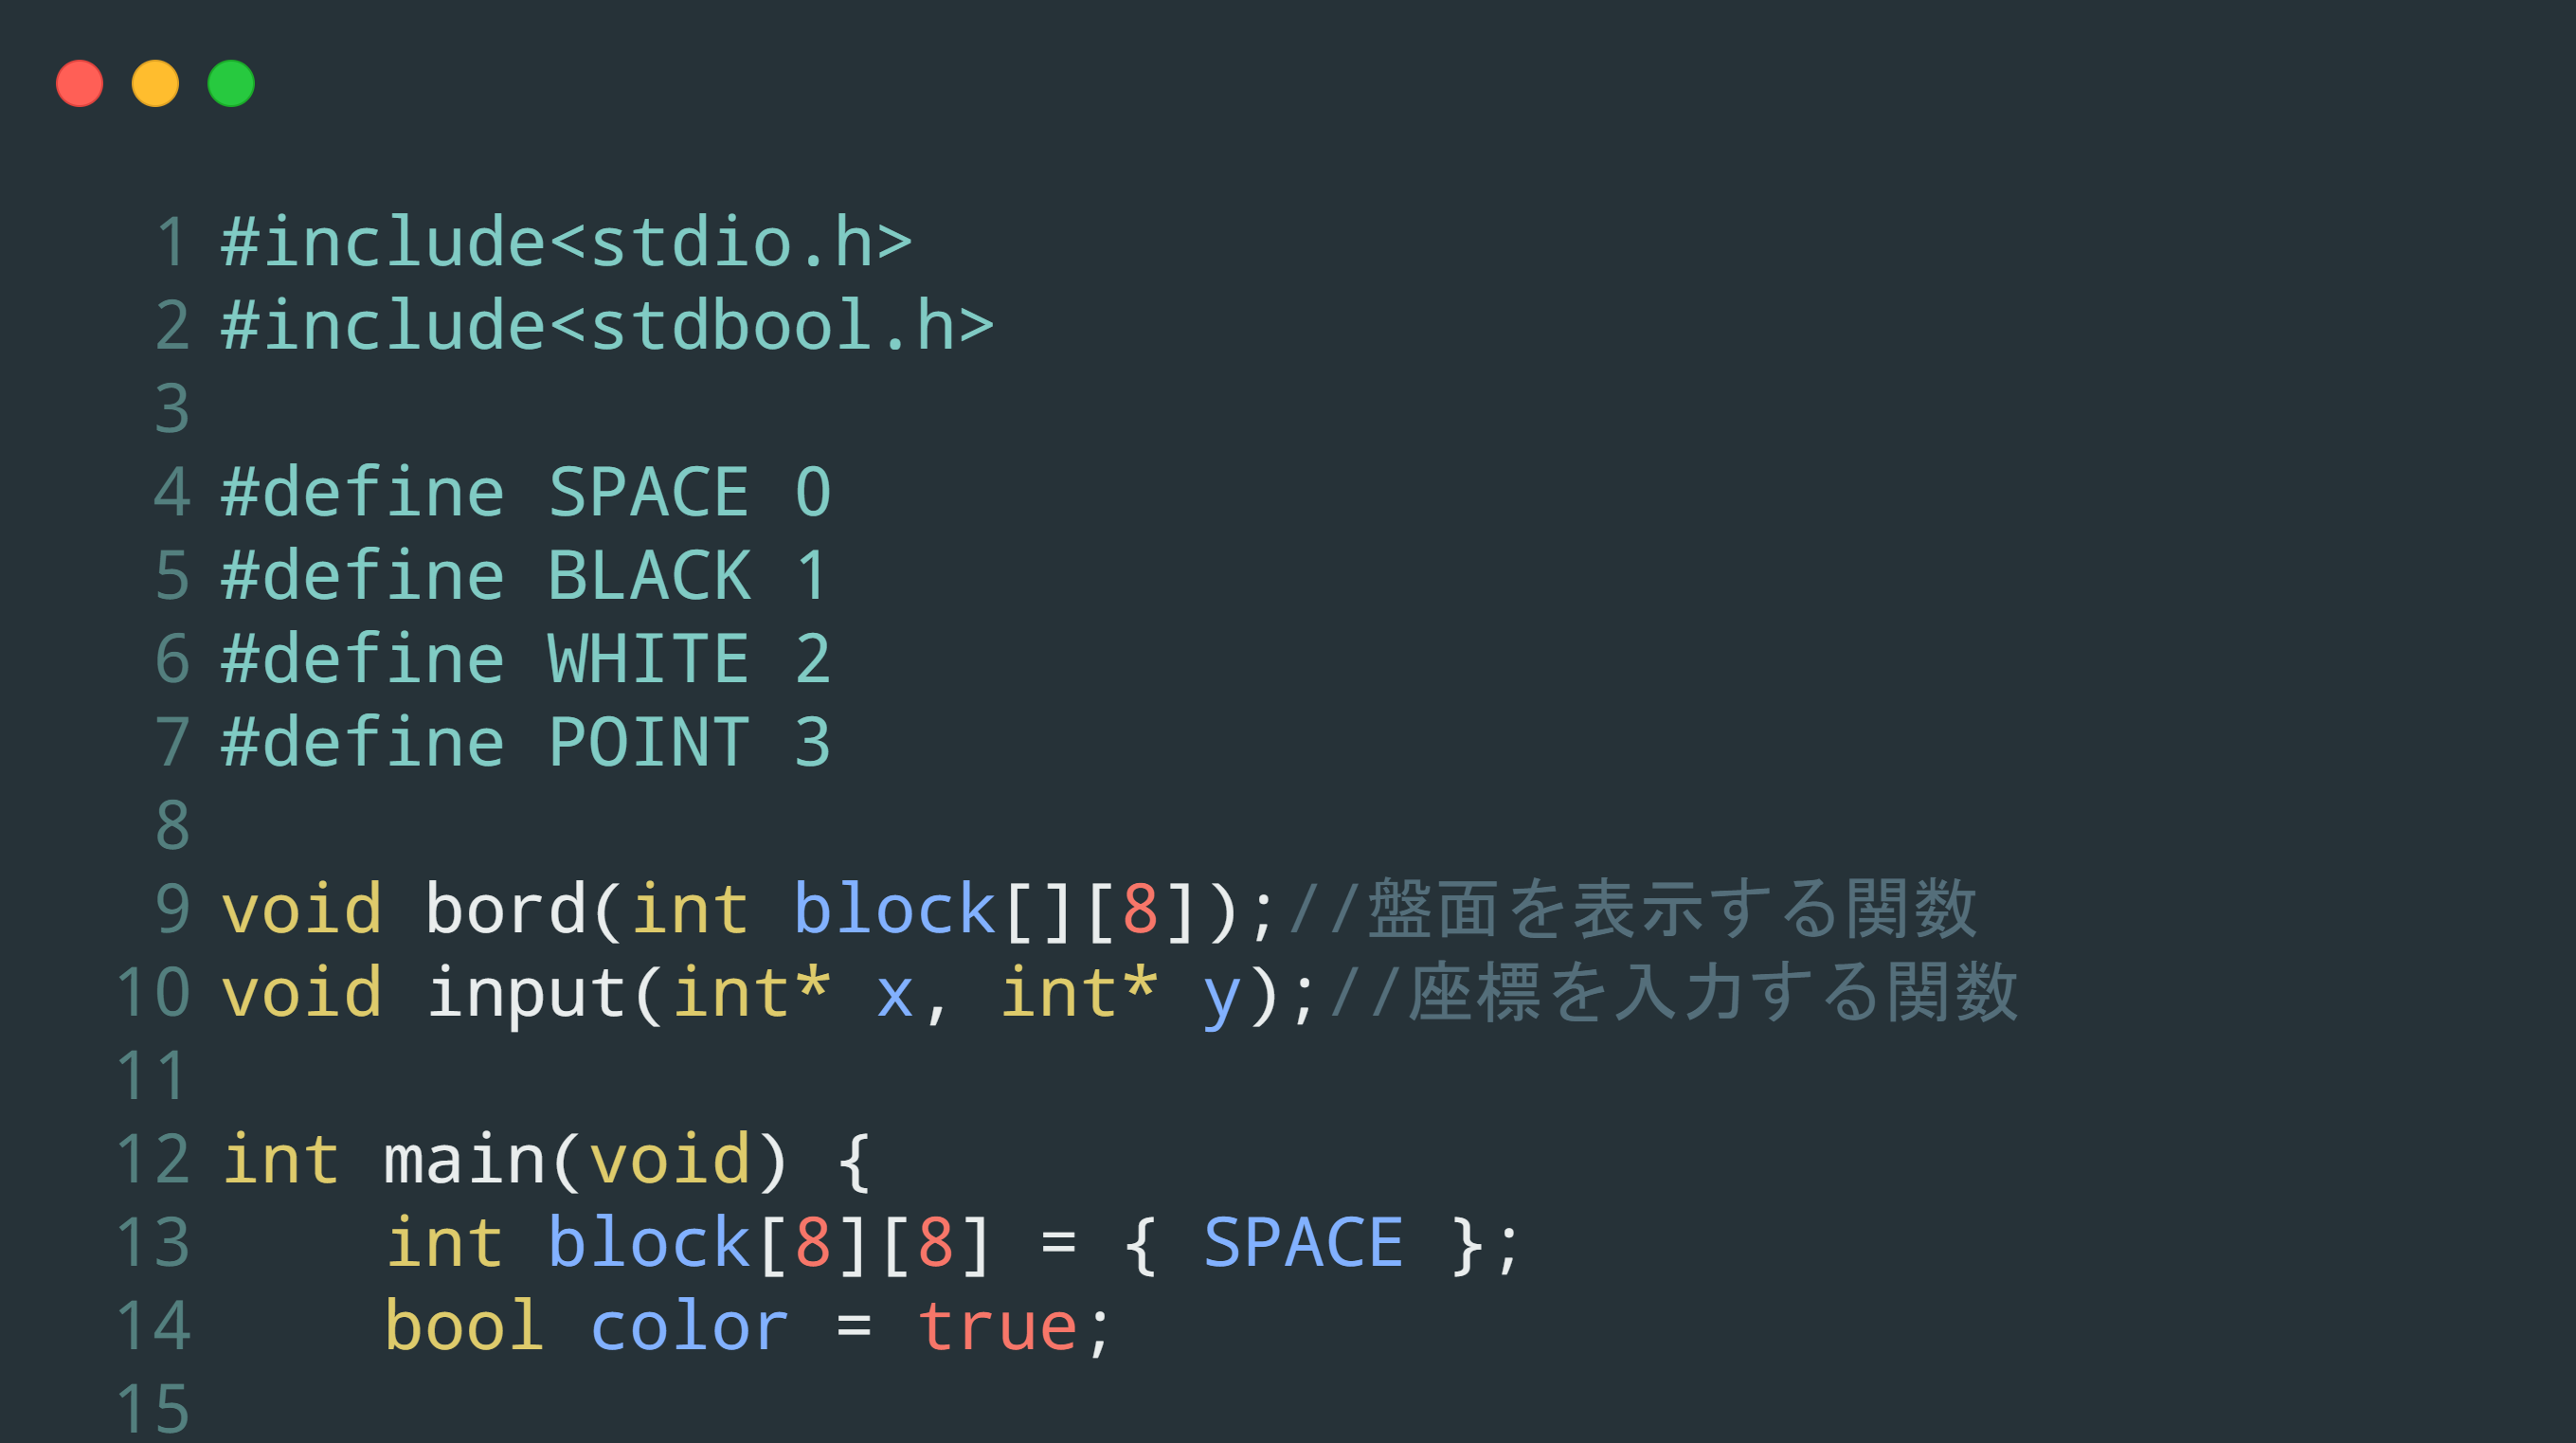 1 #include<stdio.h>
2 #include<stdbool.h>
3
4 #define SPACE 0
5 #define BLACK 1
6 #define WHITE 2
7 #define POINT 3
8
9 void bord(int block[][8]);//盤面を表示する関数
10 void input(int* x, int* y);//座標を入力する関数
11
12 int main(void) {
13     int block[8][8] = { SPACE };
14     bool color = true;
15